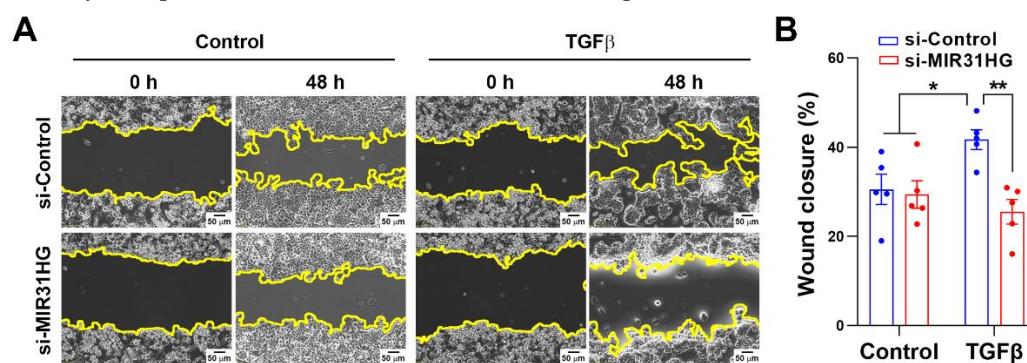 A
Control
TGFβ
0 h
48 h
0 h
48 h
si-Control
50 µm
50 µm
50 µm
50 µm
si-MIR31HG
50 µm
50 µm
50 µm
50 µm
B
si-Control
si-MIR31HG
Wound closure (%)
60
40
20
0
*
**
Control
TGFβ